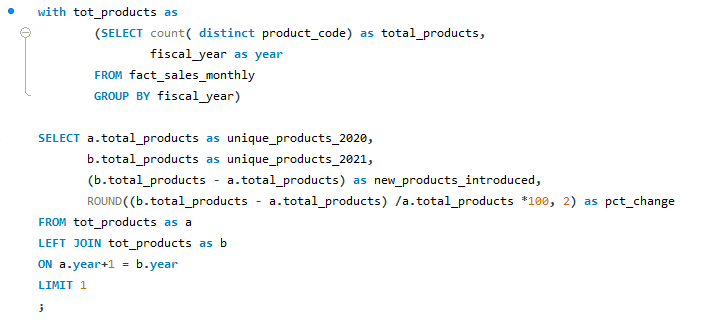 with tot_products as
(SELECT count( distinct product_code) as total_products,
fiscal_year as year
FROM fact_sales_monthly
GROUP BY fiscal_year)
SELECT a.total_products as unique_products_2020,
b.total_products as unique_products_2021,
(b.total_products - a.total_products) as new_products_introduced,
ROUND((b.total_products - a.total_products) /a.total_products *100, 2) as pct_change
FROM tot_products as a
LEFT JOIN tot_products as b
ON a.year+1 = b.year
LIMIT 1
;